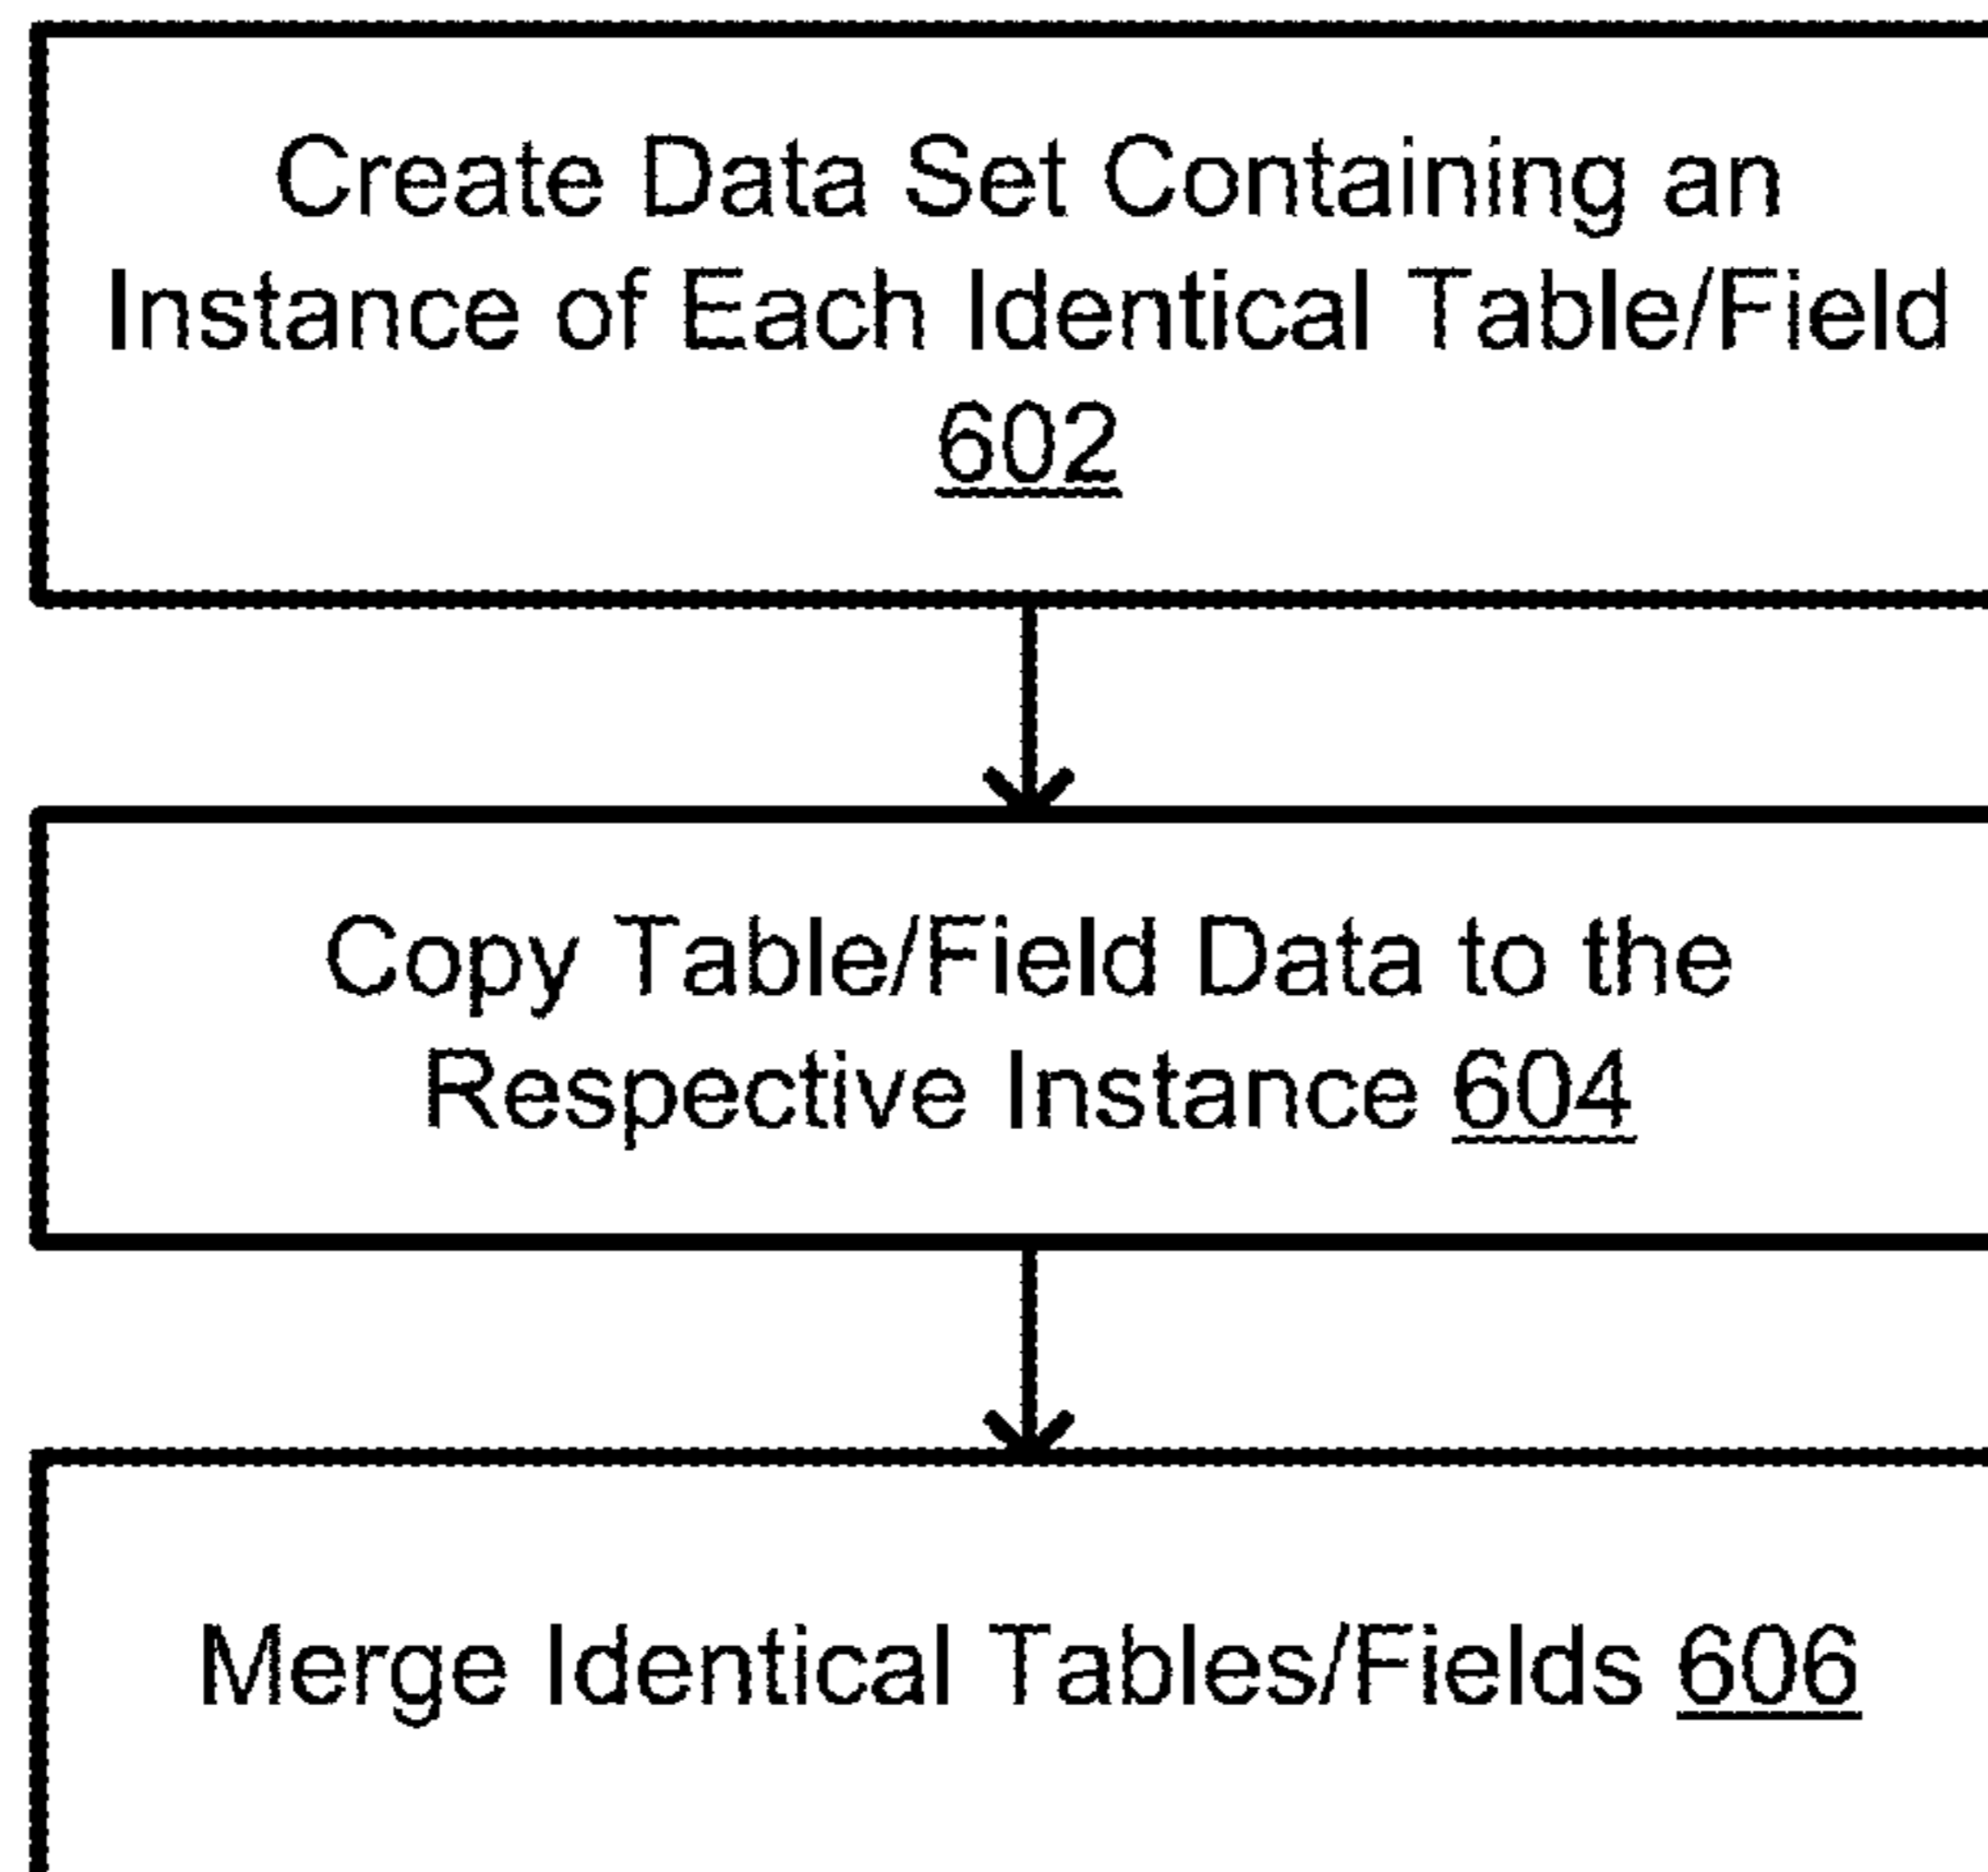 Create Data Set Containing an
Instance of Each Identical Table/Field
602
Copy Table/Field Data to the
Respective Instance 604
Merge Identical Tables/Fields 606